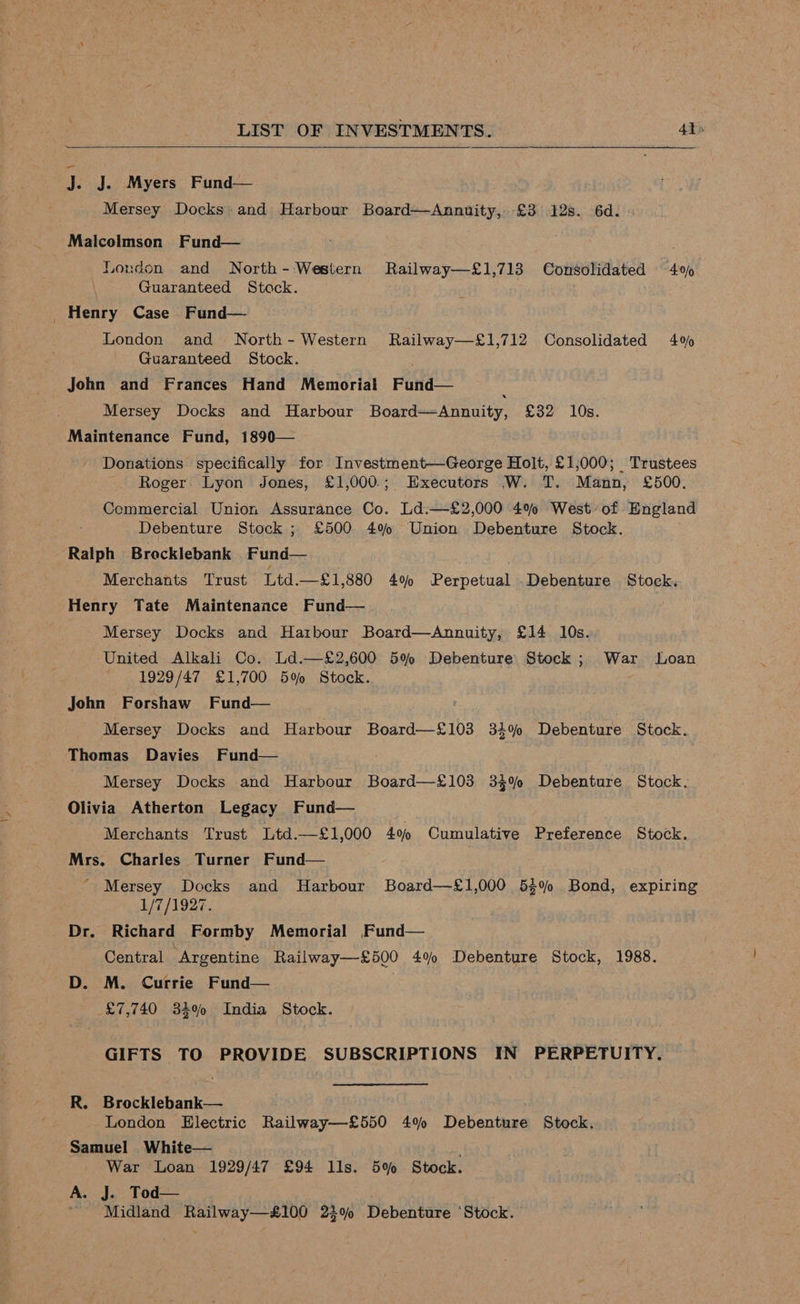 LIST OF INVESTMENTS. 41
J. J. Myers Fund—
Mersey Docks and Harbour Board—Annuity, £3 12s. 6d.
Malcolmson Fund—
London and North-Western Railway—£1,713 Consolidated 4%
Guaranteed Stock.
Henry Case Fund—
London and North-Western Railway—£1,712 Consolidated 4%
Guaranteed Stock.
John and Frances Hand Memorial Fund—
Mersey Docks and Harbour Board—Annuity, £32 10s.
Maintenance Fund, 1890—
Donations specifically for Investment—George Holt, £1,000; Trustees
Roger Lyon Jones, £1,000; Executors W. T. Mann, £500.
Commercial Union Assurance Co. Ld.—£2,000 4% West of England
Debenture Stock; £500 4% Union Debenture Stock.
Ralph Brocklebank Fund—
Merchants Trust Ltd.—£1,880 4% Perpetual Debenture Stock.
Henry Tate Maintenance Fund—
Mersey Docks and Harbour Board—Annuity, £14 10s.
United Alkali Co. Ld.—£2,600 5% Debenture Stock; War Loan
1929/47 £1,700 5% Stock.
John Forshaw Fund—
Mersey Docks and Harbour Board—£103 3½% Debenture Stock.
Thomas Davies Fund—
Mersey Docks and Harbour Board—£103 3½% Debenture Stock.
Olivia Atherton Legacy Fund—
Merchants Trust Ltd.—£1,000 4% Cumulative Preference Stock.
Mrs. Charles Turner Fund—
Mersey Docks and Harbour Board—£1,000 5½% Bond, expiring
1/7/1927.
Dr. Richard Formby Memorial Fund—
Central Argentine Railway—£500 4% Debenture Stock, 1988.
D. M. Currie Fund—
£7,740 3½% India Stock.
GIFTS TO PROVIDE SUBSCRIPTIONS IN PERPETUITY.
R. Brocklebank—
London Electric Railway—£550 4% Debenture Stock.
Samuel White—
War Loan 1929/47 £94 11s. 5% Stock.
A. J. Tod—
Midland Railway—£100 2½% Debenture Stock.